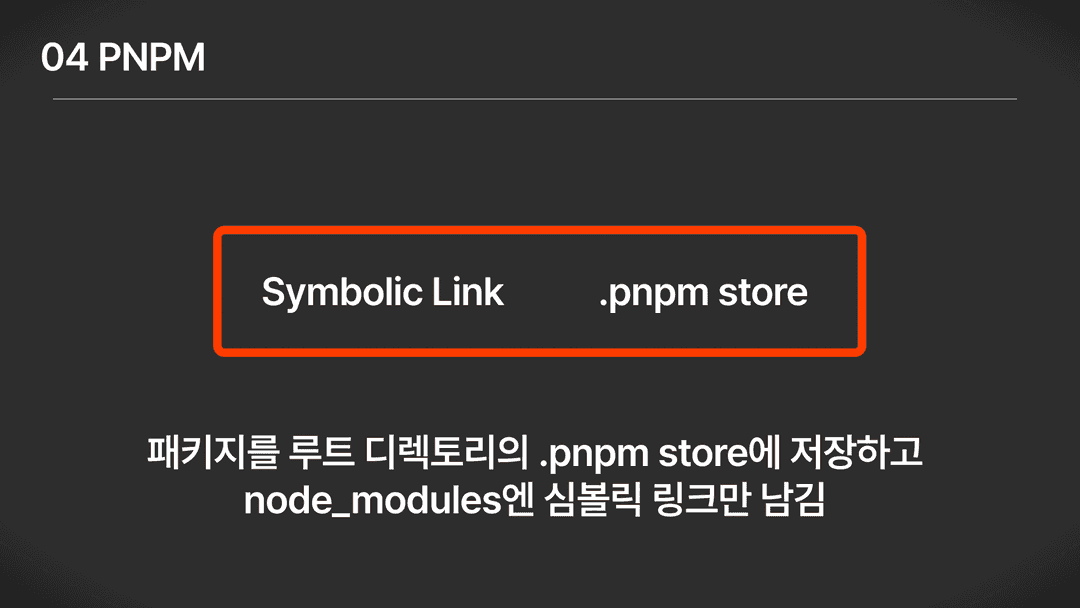 04 PNPM
Symbolic Link .pnpm store
패키지를 루트 디렉토리의 .pnpm store에 저장하고
node_modules엔 심볼릭 링크만 남김